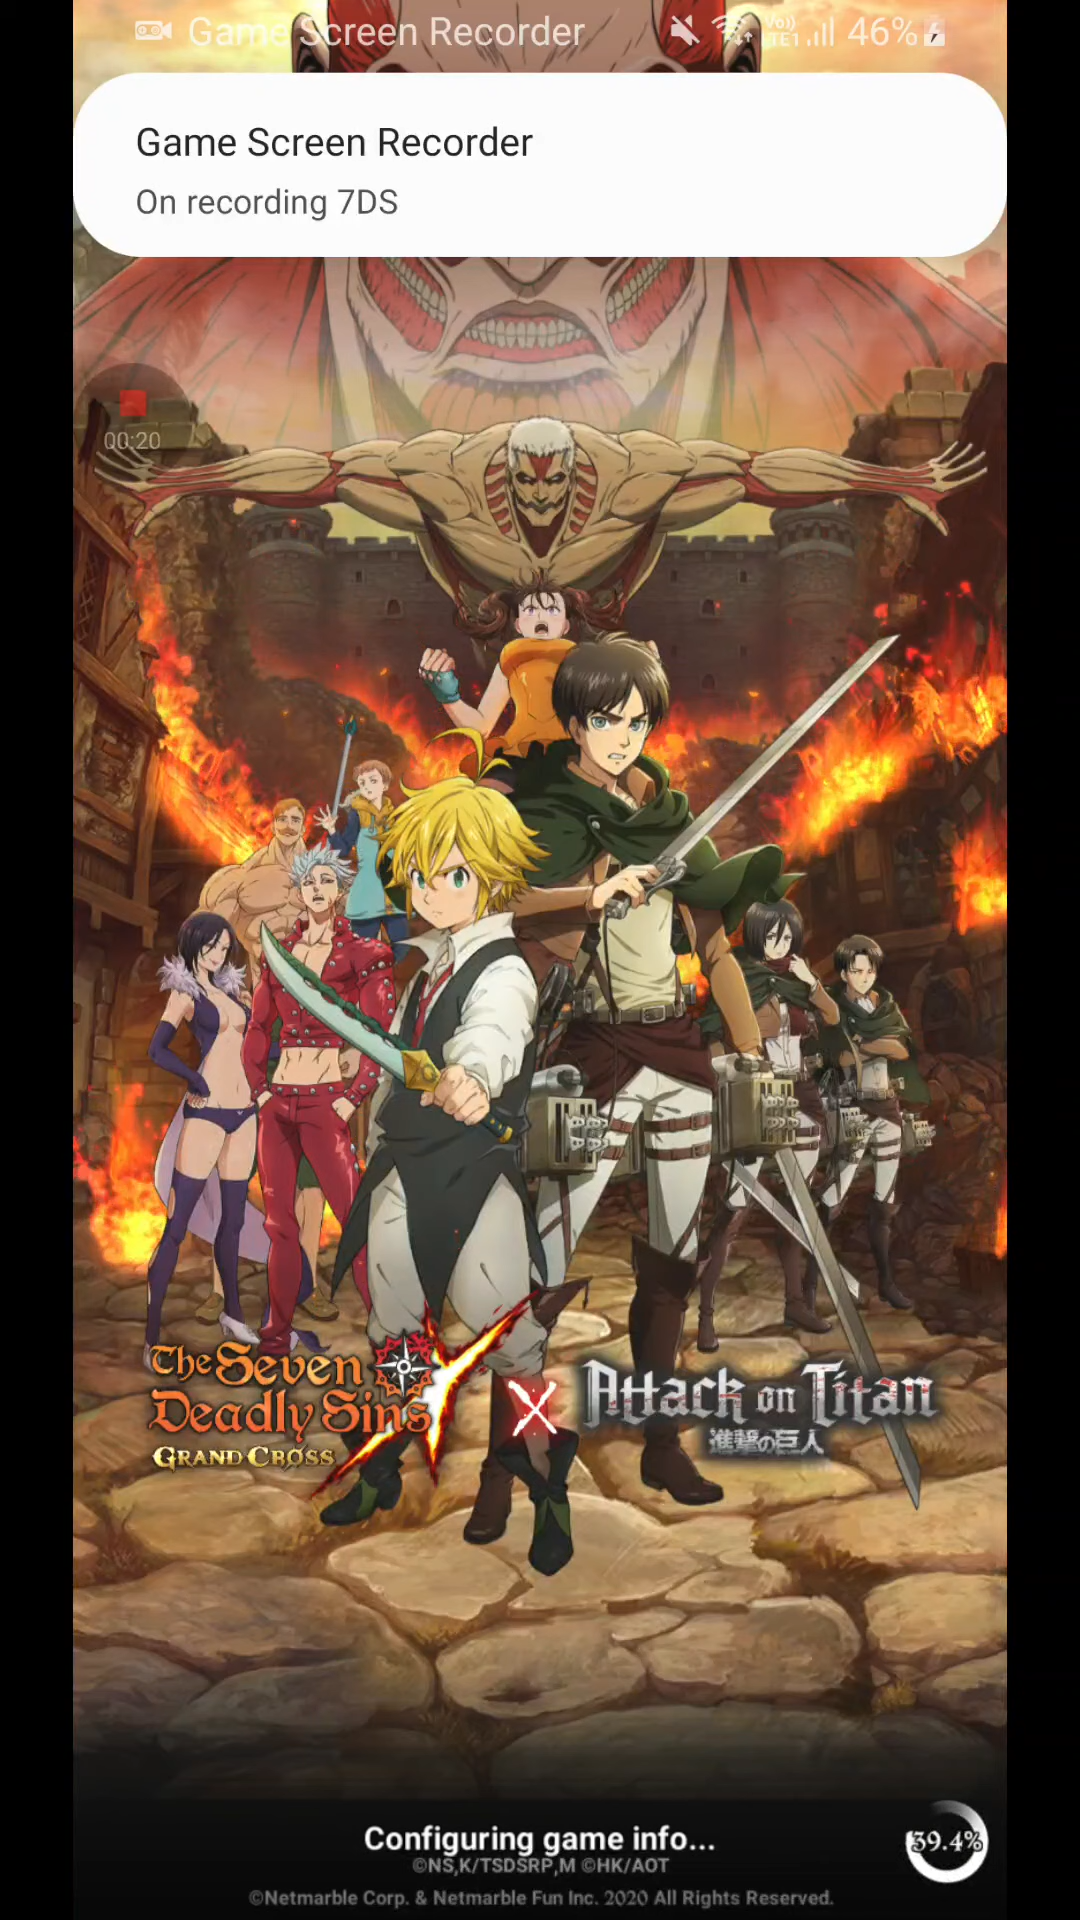 Game Screen Recorder
Vo))
LTE1
46%
Game Screen Recorder
On recording 7DS
00:20
The Seven
Deadly Sins
GRAND CROSS
X
Attack on Titan
進撃の巨人
Configuring game info...
39.4%
©NS,K/TSDSRP,M ©HK/AOT
©Netmarble Corp. & Netmarble Fun Inc. 2020 All Rights Reserved.